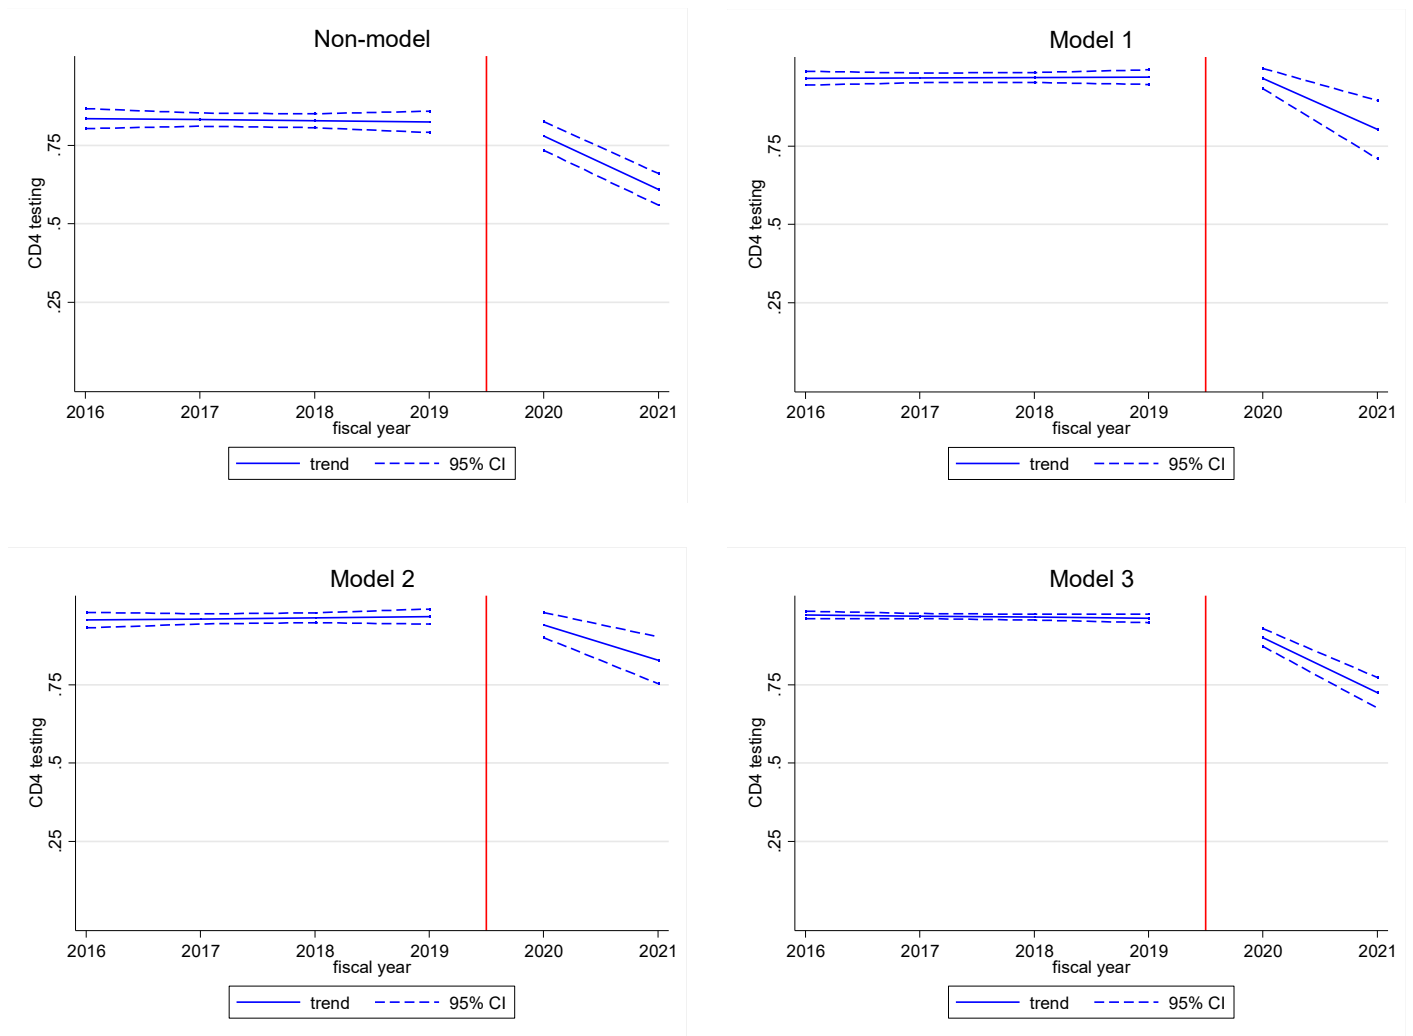 Non-model
CD4 testing
.75
.5
.25
2016 2017 2018 2019 2020 2021
fiscal year
trend 95% CI
Model 1
CD4 testing
.75
.5
.25
2016 2017 2018 2019 2020 2021
fiscal year
trend 95% CI
Model 2
CD4 testing
.75
.5
.25
2016 2017 2018 2019 2020 2021
fiscal year
trend 95% CI
Model 3
CD4 testing
.75
.5
.25
2016 2017 2018 2019 2020 2021
fiscal year
trend 95% CI